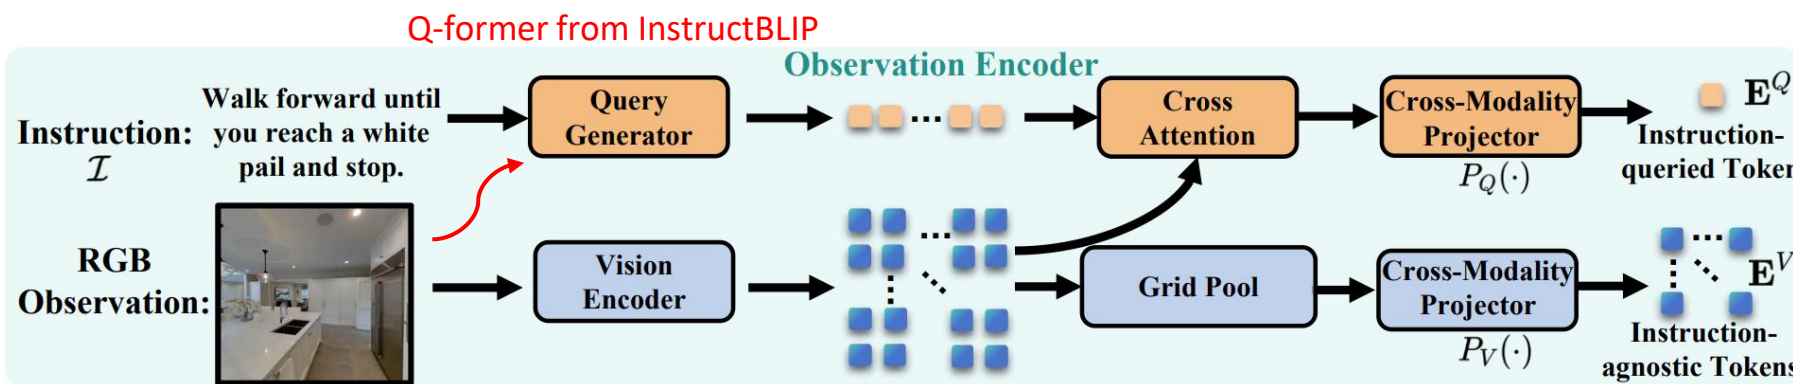 Q-former from InstructBLIP
Observation Encoder
Instruction:
I
Walk forward until
you reach a white
pail and stop.
Query
Generator
...
Cross
Attention
Cross-Modality
Projector
P_Q(·)
E^Q
Instruction-
queried Token
RGB
Observation:
Vision
Encoder
Grid Pool
Cross-Modality
Projector
P_V(·)
E^V
Instruction-
agnostic Tokens